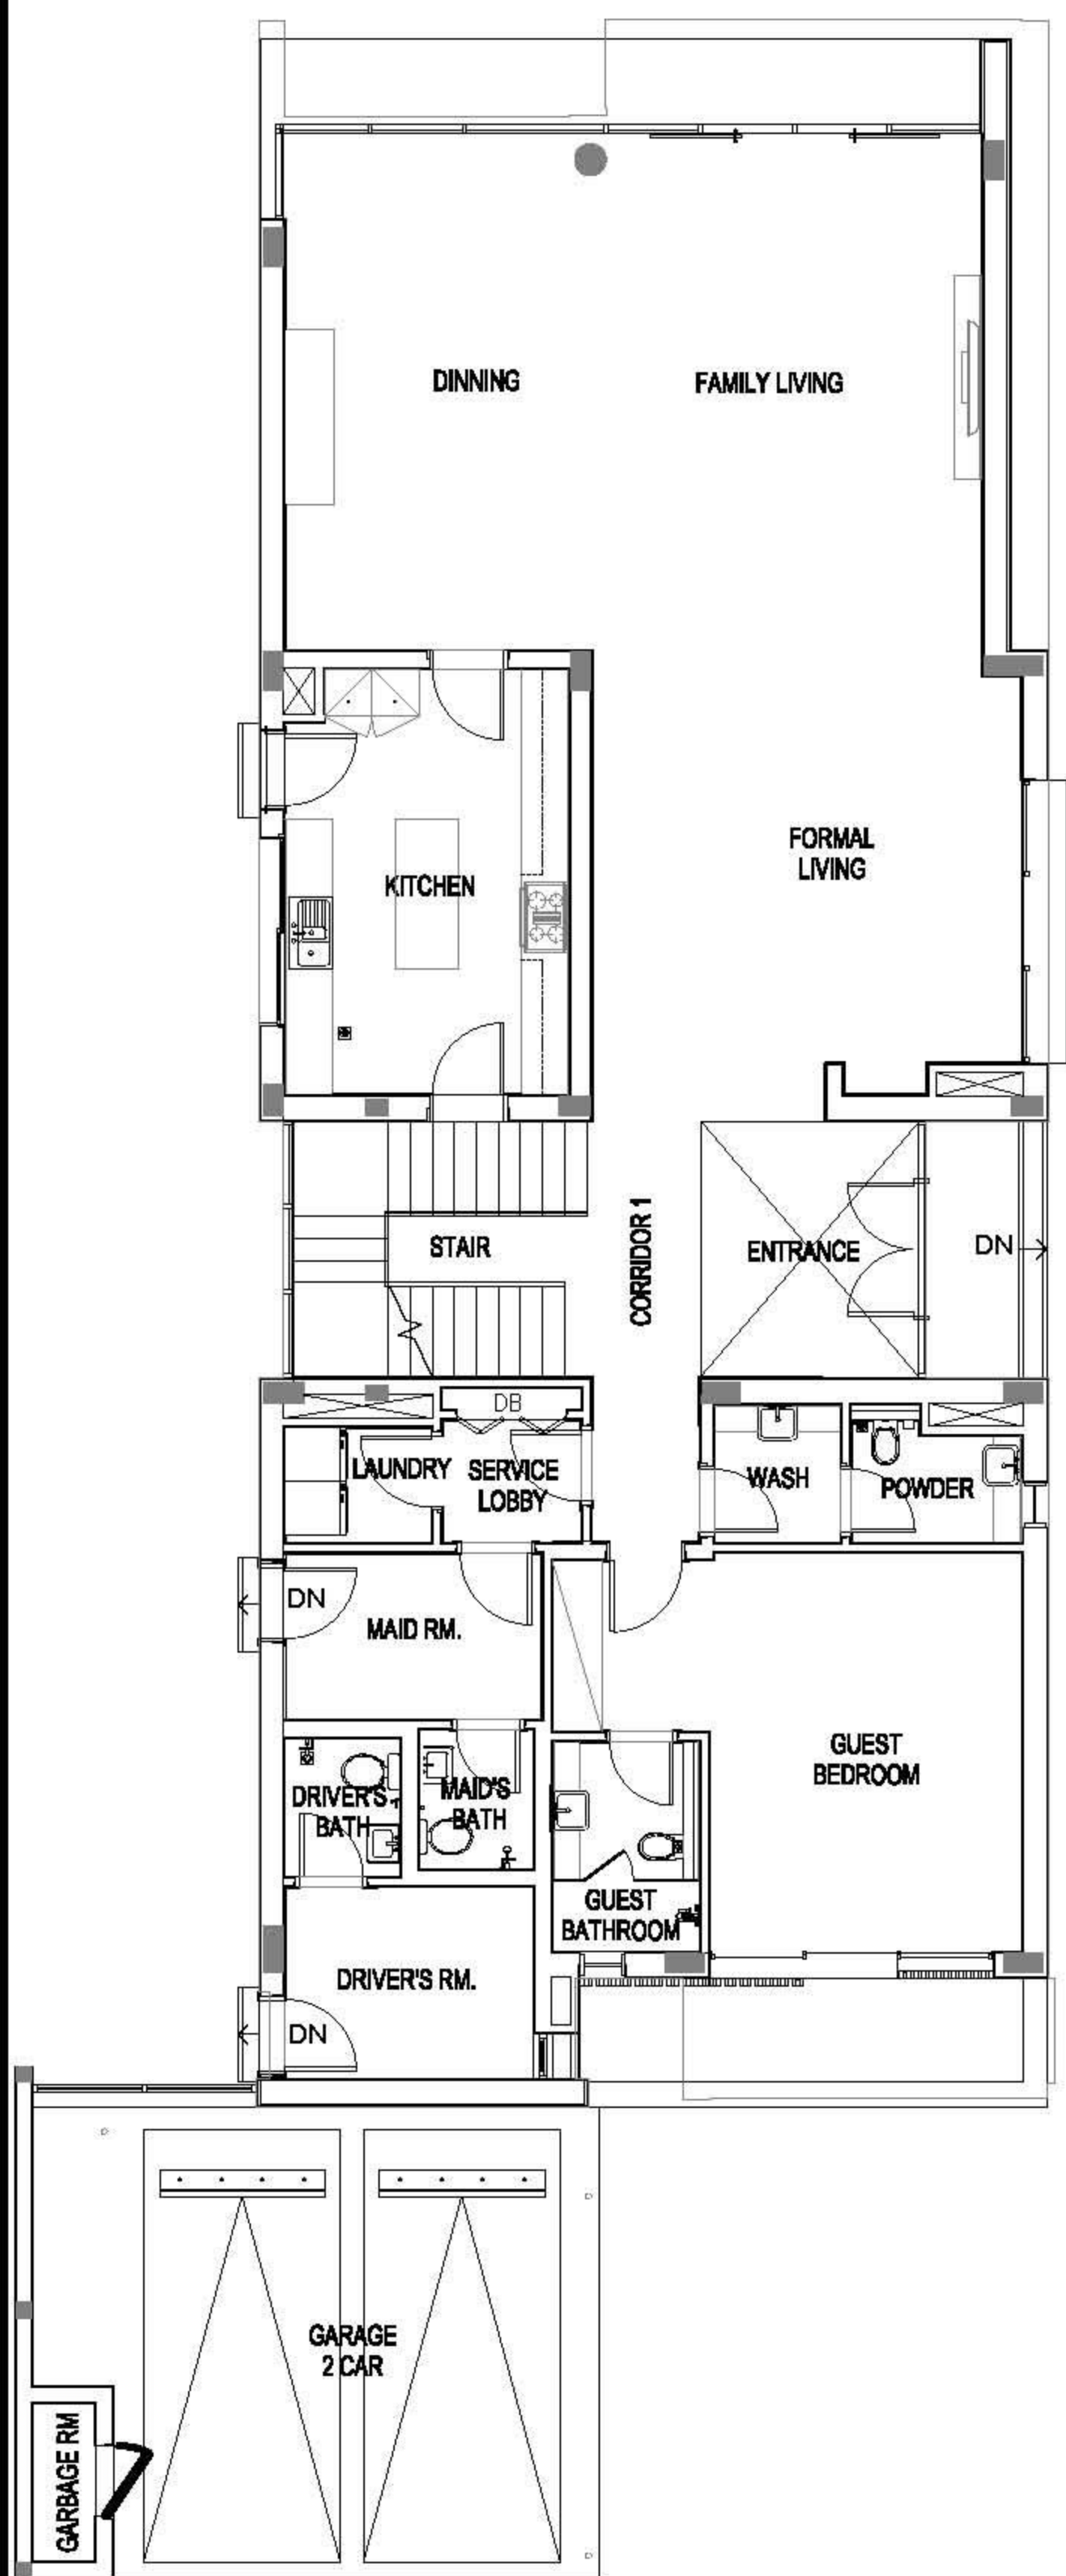 DINNING
FAMILY LIVING
FORMAL
LIVING
KITCHEN
STAIR
CORRIDOR 1
ENTRANCE
DN
DB
LAUNDRY
SERVICE
LOBBY
WASH
POWDER
DN
MAID RM.
GUEST
BEDROOM
DRIVER'S
BATH
MAID'S
BATH
GUEST
BATHROOM
DRIVER'S RM.
DN
GARAGE
2 CAR
GARBAGE RM